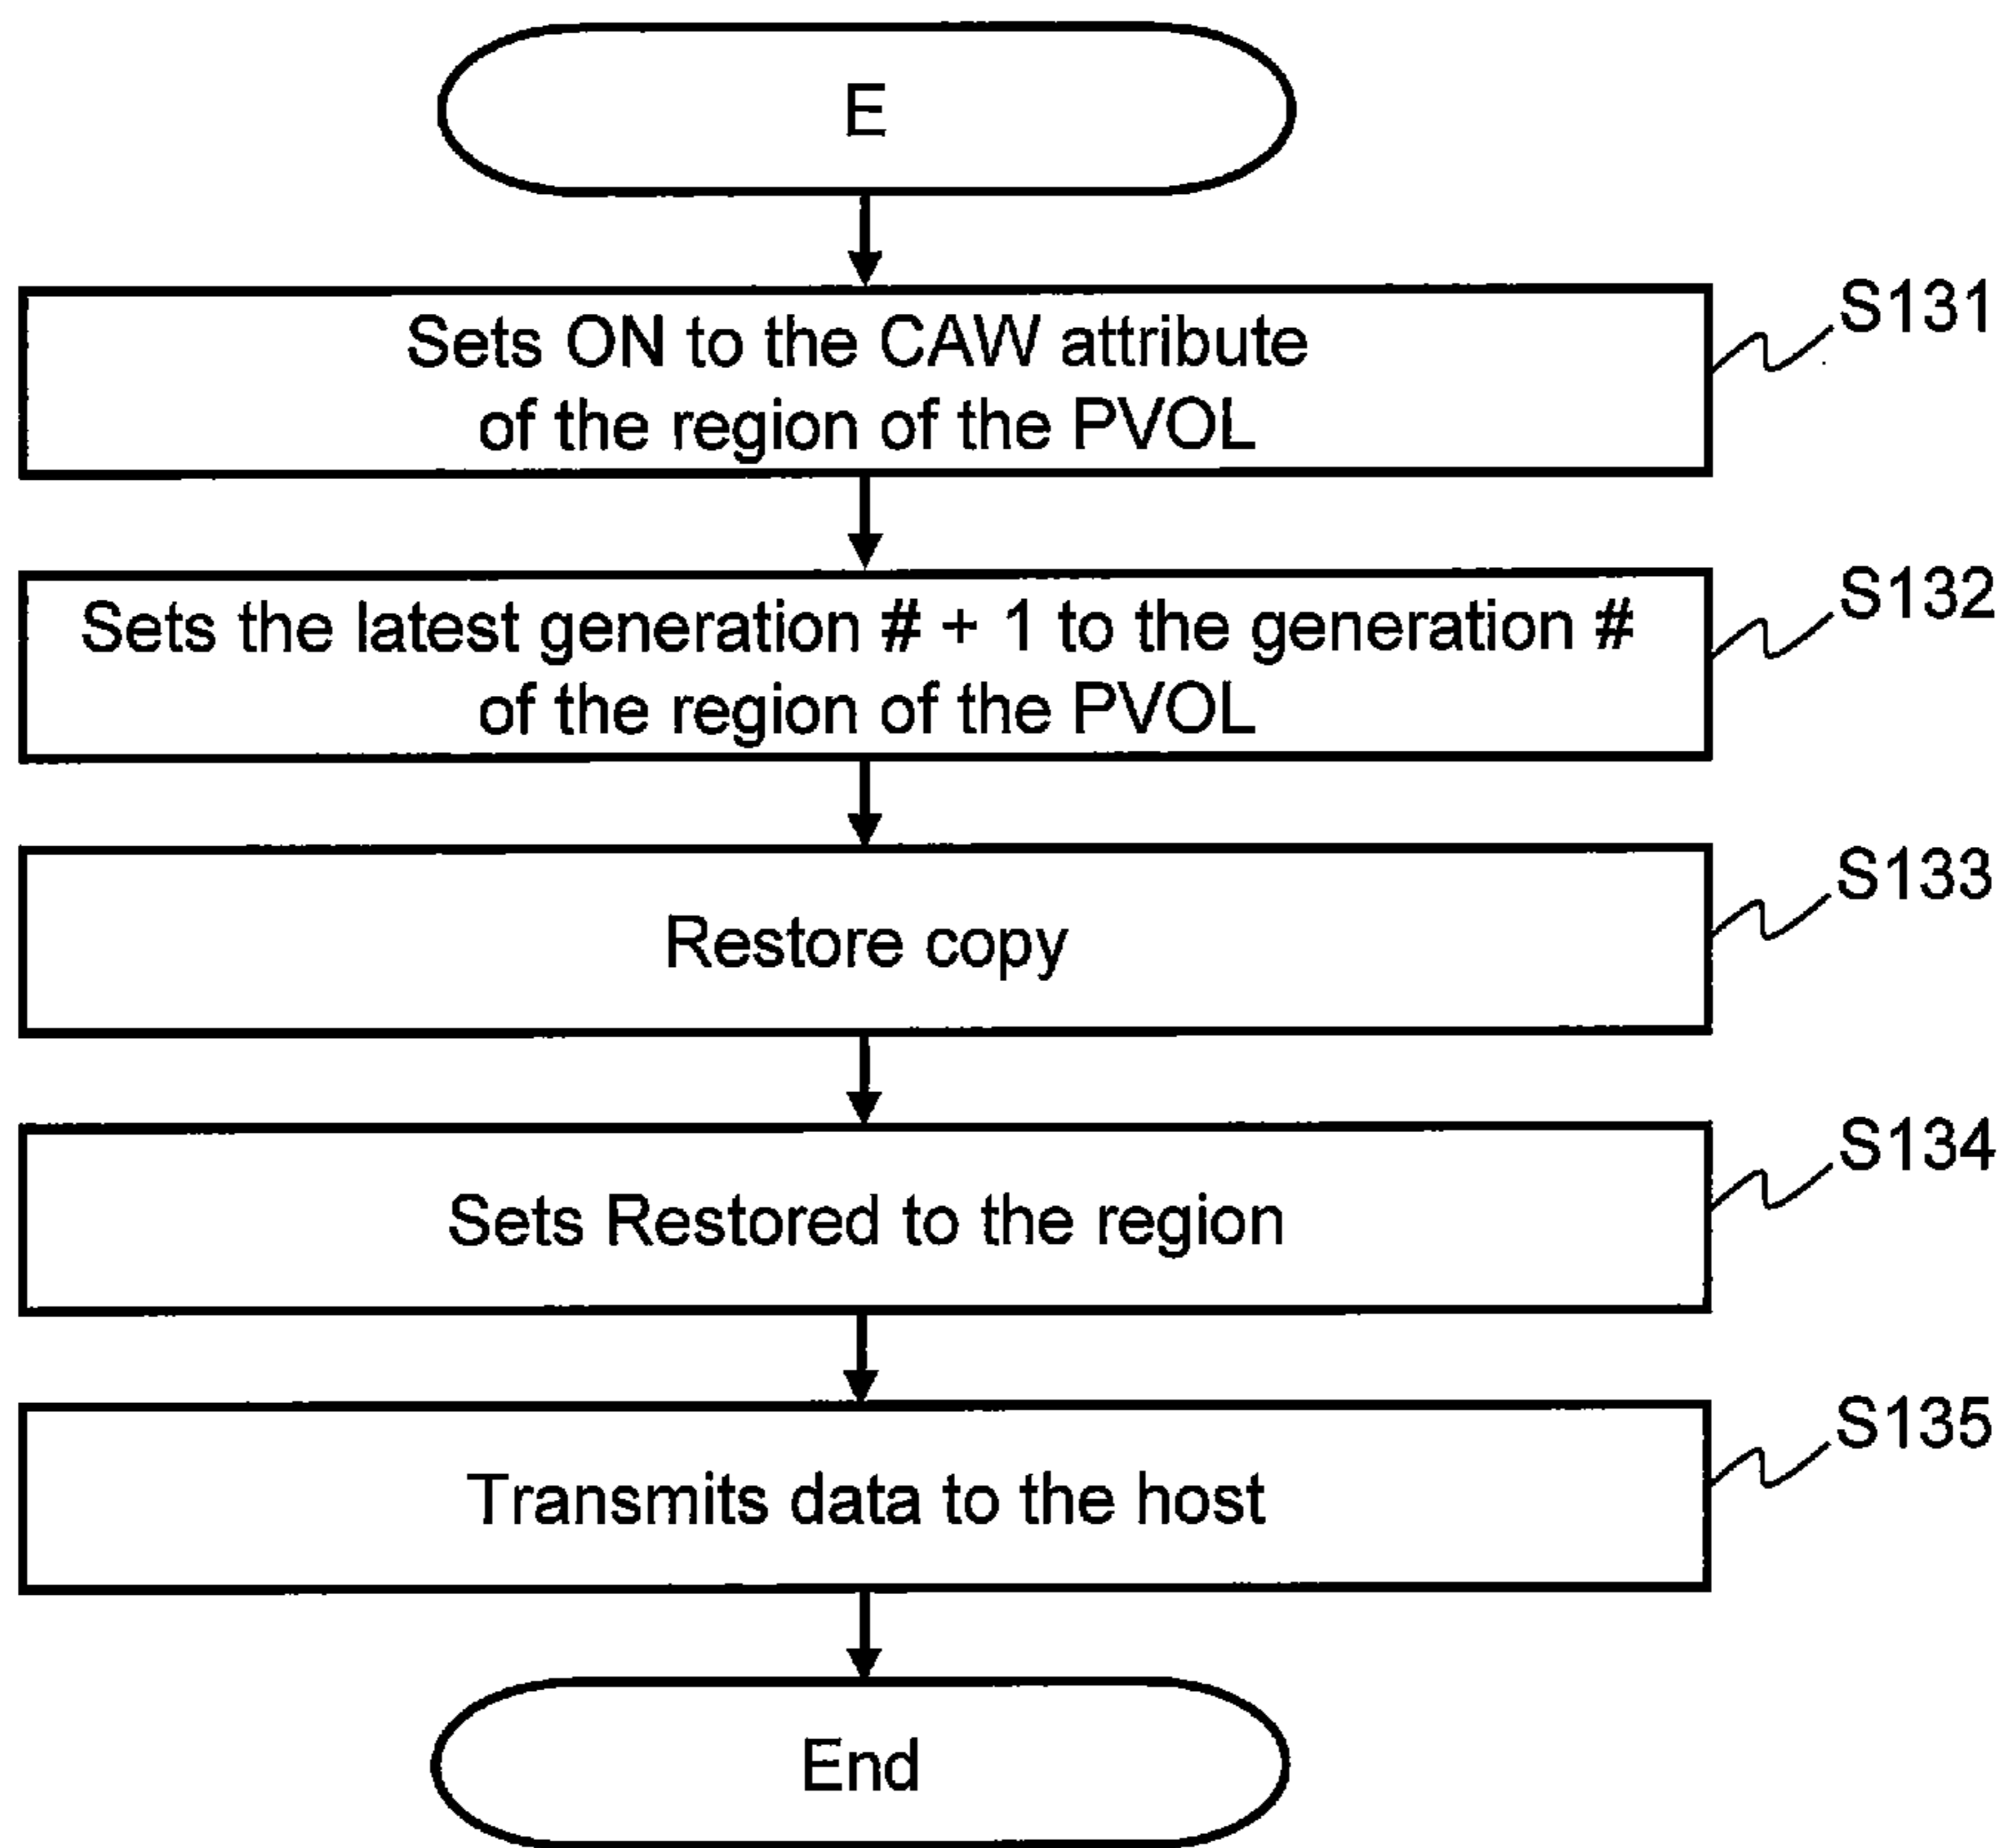 E
Sets ON to the CAW attribute
of the region of the PVOL
S131
Sets the latest generation # + 1 to the generation #
of the region of the PVOL
S132
Restore copy
S133
Sets Restored to the region
S134
Transmits data to the host
S135
End